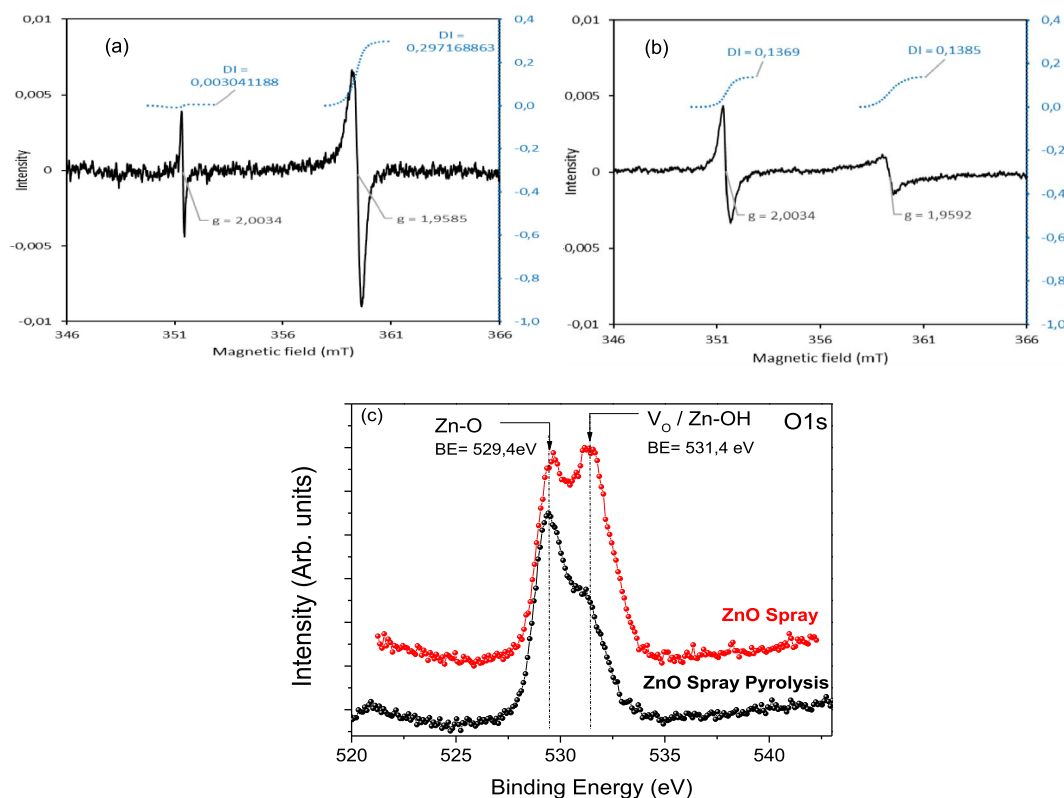 (a)
DI =
0,003041188
DI =
0,297168863
g = 2,0034
g = 1,9585
Intensity
0,01
0,005
0
-0,005
-0,01
0,4
0,2
0,0
-0,2
-0,4
-0,6
-0,8
-1,0
346
351
356
361
366
Magnetic field (mT)
(b)
DI = 0,1369
DI = 0,1385
g = 2,0034
g = 1,9592
Intensity
0,01
0,005
0
-0,005
-0,01
0,4
0,2
0,0
-0,2
-0,4
-0,6
-0,8
-1,0
346
351
356
361
366
Magnetic field (mT)
(c)
Zn-O
BE= 529,4eV
VO / Zn-OH
BE= 531,4 eV
O1s
ZnO Spray
ZnO Spray Pyrolysis
Intensity (Arb. units)
520
525
530
535
540
Binding Energy (eV)